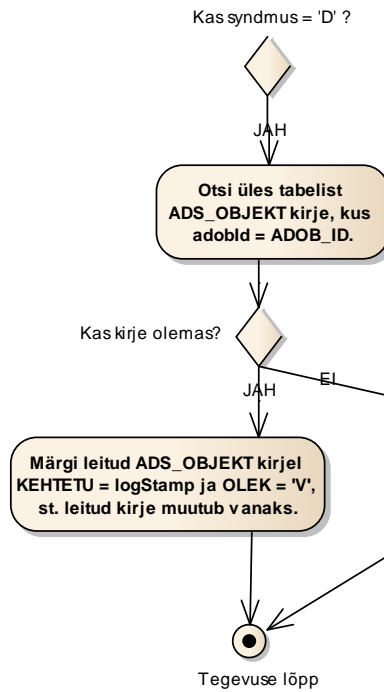 Kas syndmus = 'D' ?
JAH
Otsi üles tabelist
ADS_OBJEKT kirje, kus
adobId = ADOB_ID.
Kas kirje olemas?
EI
JAH
Märgi leitud ADS_OBJEKT kirjel
KEHTETU = logStamp ja OLEK = 'V',
st. leitud kirje muutub vanaks.
Tegevuse lõpp